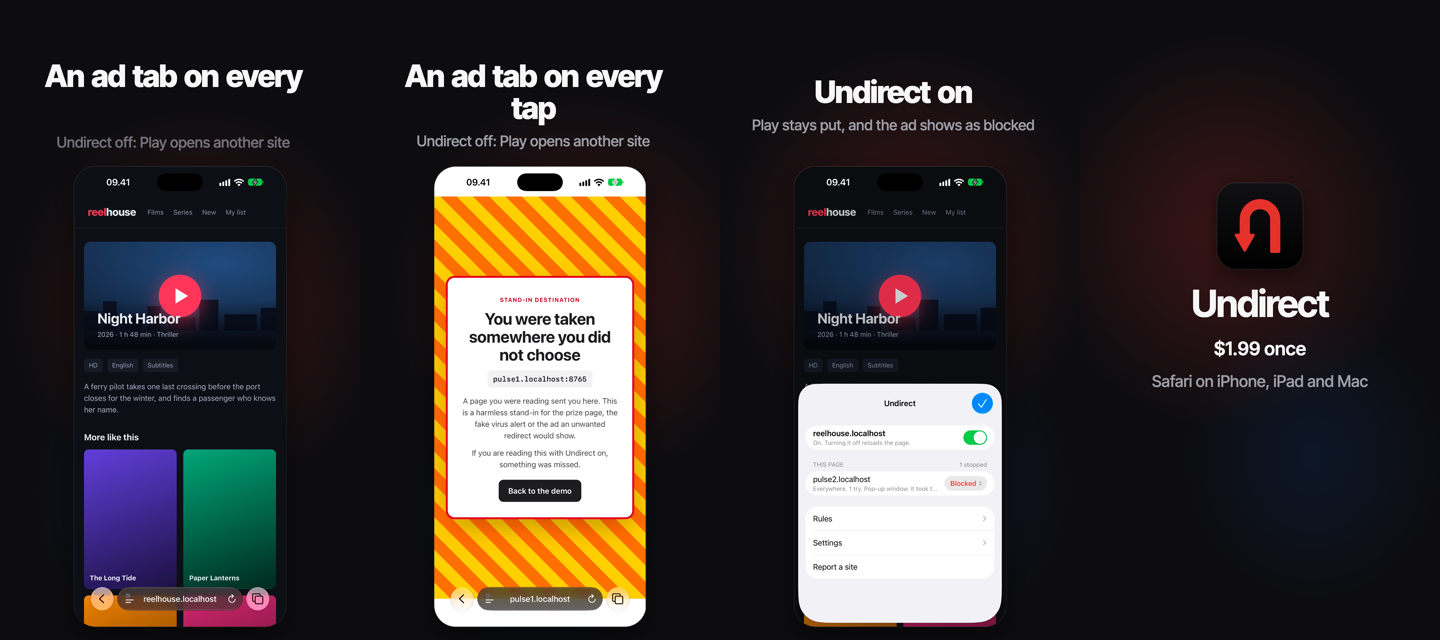 An ad tab on every
Undirect off: Play opens another site
09.41
reelhouse Films Series New My list
Night Harbor
2026 · 1 h 48 min · Thriller
HD English Subtitles
A ferry pilot takes one last crossing before the port
closes for the winter, and finds a passenger who knows
her name.
More like this
The Long Tide Paper Lanterns
reelhouse.localhost
An ad tab on every
tap
Undirect off: Play opens another site
09.41
STAND-IN DESTINATION
You were taken
somewhere you did
not choose
pulse1.localhost:8765
A page you were reading sent you here. This
is a harmless stand-in for the prize page, the
fake virus alert or the ad an unwanted
redirect would show.
If you are reading this with Undirect on,
something was missed.
Back to the demo
pulse1.localhost
Undirect on
Play stays put, and the ad shows as blocked
09.41
reelhouse Films Series New My list
Night Harbor
2026 · 1 h 48 min · Thriller
HD English Subtitles
Undirect
reelhouse.localhost
On. Turning it off reloads the page.
THIS PAGE 1 stopped
pulse2.localhost
Everywhere. 1 try. Pop-up window. It took t...
Blocked
Rules
Settings
Report a site
Undirect
$1.99 once
Safari on iPhone, iPad and Mac